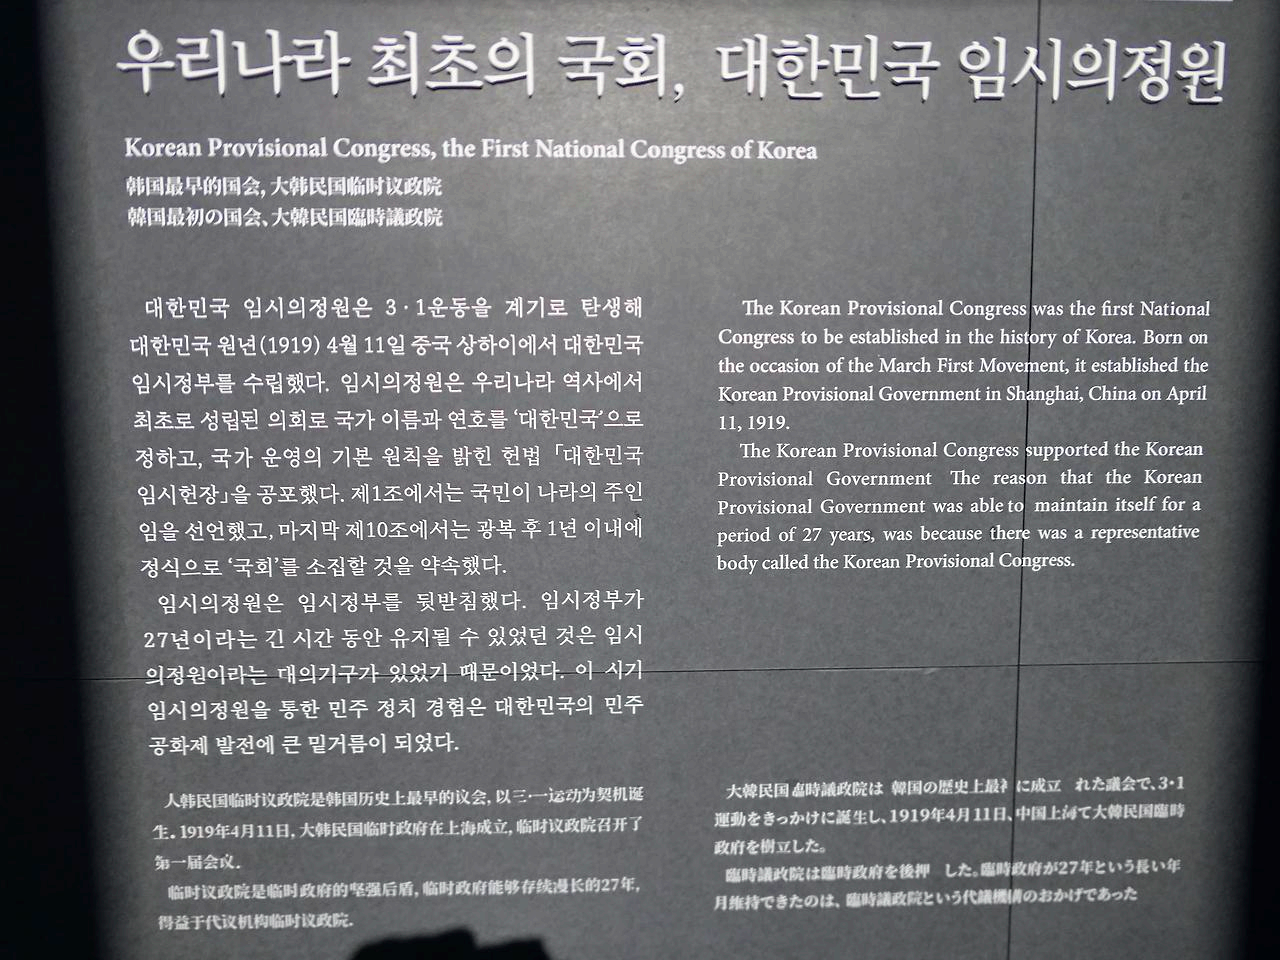 우리나라 최초의 국회, 대한민국 임시의정원
Korean Provisional Congress, the First National Congress of Korea
韩国最早的国会, 大韩民国临时议政院
韓国最初の国会、大韓民国臨時議政院
대한민국 임시의정원은 3·1운동을 계기로 탄생해
대한민국 원년(1919) 4월 11일 중국 상하이에서 대한민국
임시정부를 수립했다. 임시의정원은 우리나라 역사에서
최초로 성립된 의회로 국가 이름과 연호를 ‘대한민국’으로
정하고, 국가 운영의 기본 원칙을 밝힌 헌법 「대한민국
임시헌장」을 공포했다. 제1조에서는 국민이 나라의 주인
임을 선언했고, 마지막 제10조에서는 광복 후 1년 이내에
정식으로 ‘국회’를 소집할 것을 약속했다.
임시의정원은 임시정부를 뒷받침했다. 임시정부가
27년이라는 긴 시간 동안 유지될 수 있었던 것은 임시
의정원이라는 대의기구가 있었기 때문이었다. 이 시기
임시의정원을 통한 민주 정치 경험은 대한민국의 민주
공화제 발전에 큰 밑거름이 되었다.
The Korean Provisional Congress was the first National
Congress to be established in the history of Korea. Born on
the occasion of the March First Movement, it established the
Korean Provisional Government in Shanghai, China on April
11, 1919.
The Korean Provisional Congress supported the Korean
Provisional Government The reason that the Korean
Provisional Government was able to maintain itself for a
period of 27 years, was because there was a representative
body called the Korean Provisional Congress.
人韩民国临时议政院是韩国历史上最早的议会, 以三·一运动为契机诞
生. 1919年4月11日, 大韩民国临时政府在上海成立, 临时议政院召开了
第一届会议.
临时议政院是临时政府的坚强后盾, 临时政府能够存续漫长的27年,
得益于代议机构临时议政院.
大韓民国臨時議政院は 韓国の歴史上最 に成立 れた議会で、3·1
運動をきっかけに誕生し、1919年4月11日、中国上海で大韓民国臨時
政府を樹立した。
臨時議政院は臨時政府を後押 した。臨時政府が27年という長い年
月維持できたのは、臨時議政院という代議機構のおかげであった